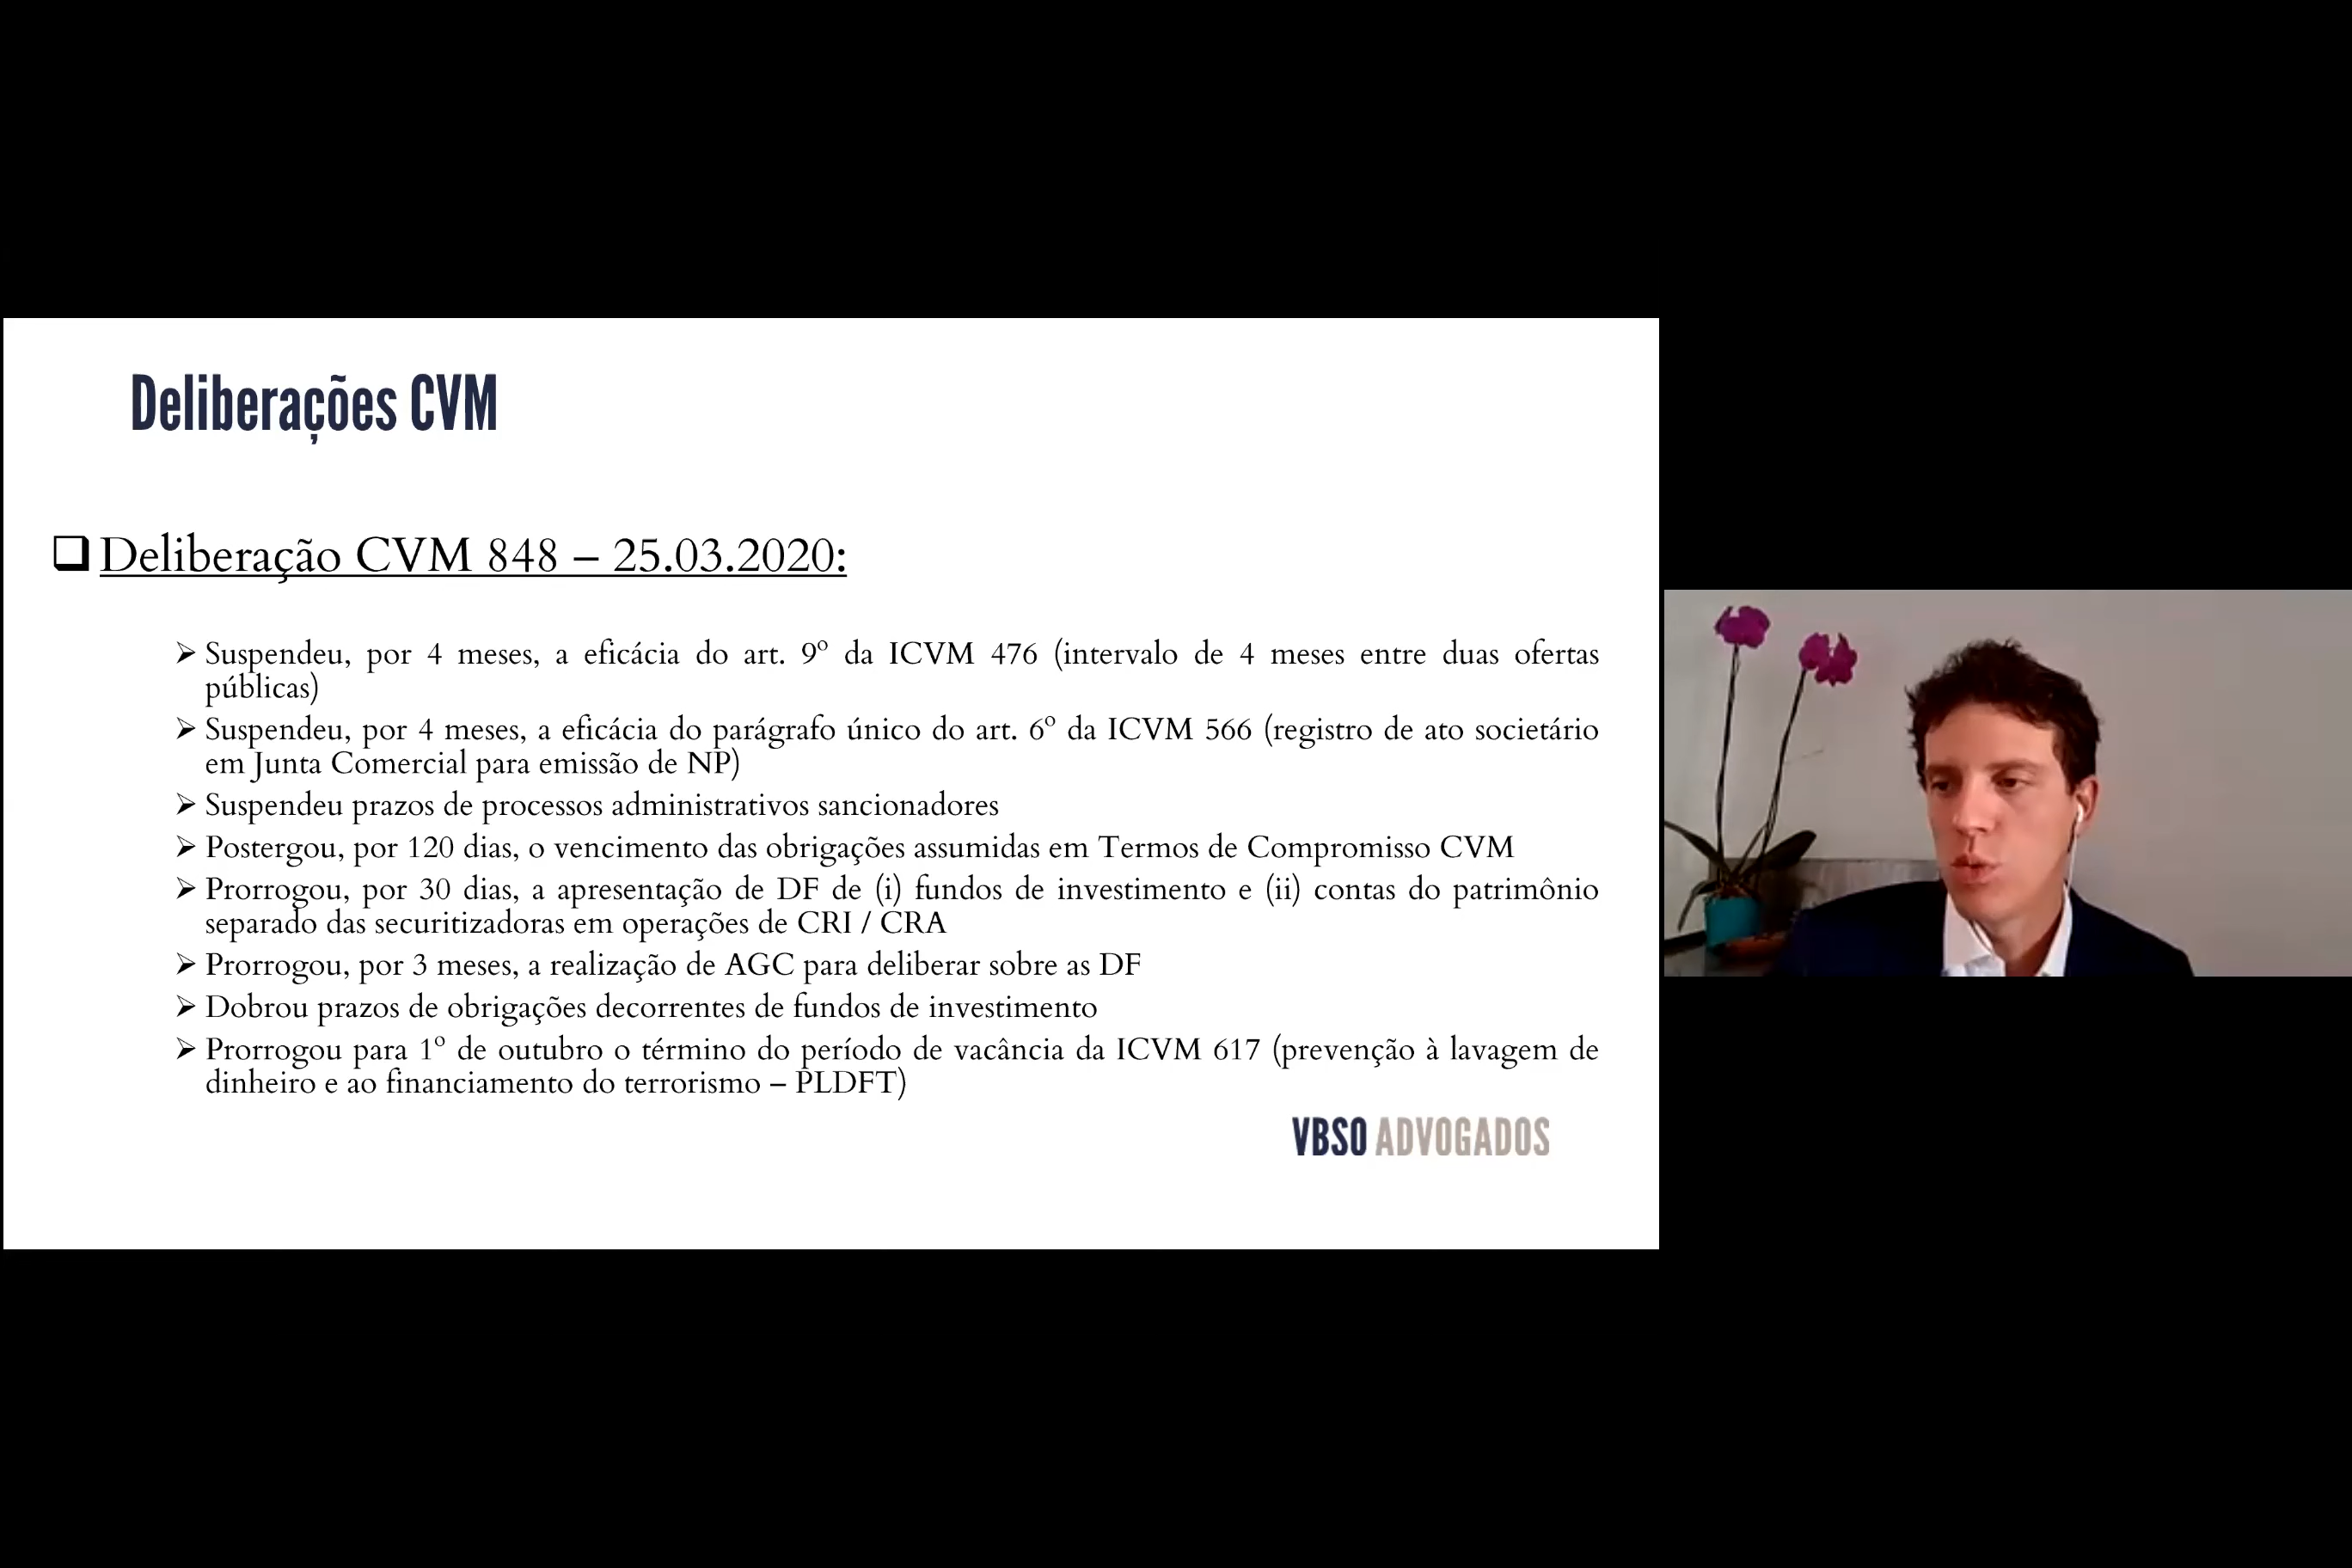 Deliberações CVM
❑ Deliberação CVM 848 – 25.03.2020:
➢ Suspendeu, por 4 meses, a eficácia do art. 9º da ICVM 476 (intervalo de 4 meses entre duas ofertas
públicas)
➢ Suspendeu, por 4 meses, a eficácia do parágrafo único do art. 6º da ICVM 566 (registro de ato societário
em Junta Comercial para emissão de NP)
➢ Suspendeu prazos de processos administrativos sancionadores
➢ Postergou, por 120 dias, o vencimento das obrigações assumidas em Termos de Compromisso CVM
➢ Prorrogou, por 30 dias, a apresentação de DF de (i) fundos de investimento e (ii) contas do patrimônio
separado das securitizadoras em operações de CRI / CRA
➢ Prorrogou, por 3 meses, a realização de AGC para deliberar sobre as DF
➢ Dobrou prazos de obrigações decorrentes de fundos de investimento
➢ Prorrogou para 1º de outubro o término do período de vacância da ICVM 617 (prevenção à lavagem de
dinheiro e ao financiamento do terrorismo – PLDFT)
VBSO ADVOGADOS